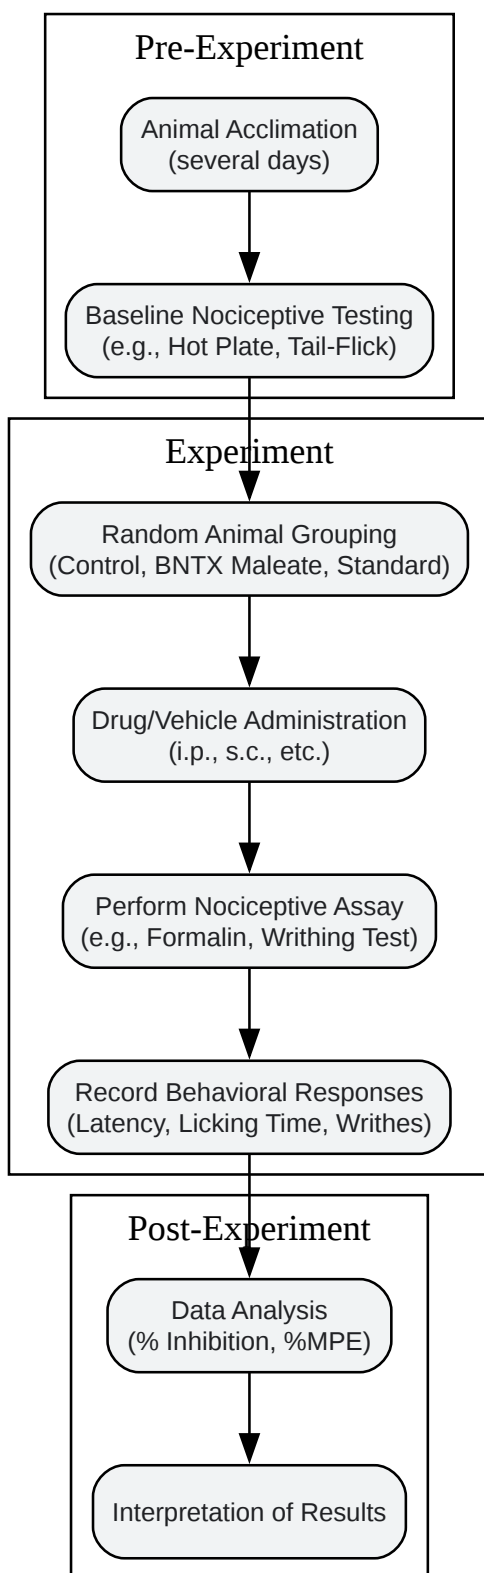 Pre-Experiment
Animal Acclimation
(several days)
Baseline Nociceptive Testing
(e.g., Hot Plate, Tail-Flick)
Experiment
Random Animal Grouping
(Control, BNTX Maleate, Standard)
Drug/Vehicle Administration
(i.p., s.c., etc.)
Perform Nociceptive Assay
(e.g., Formalin, Writhing Test)
Record Behavioral Responses
(Latency, Licking Time, Writhes)
Post-Experiment
Data Analysis
(% Inhibition, %MPE)
Interpretation of Results